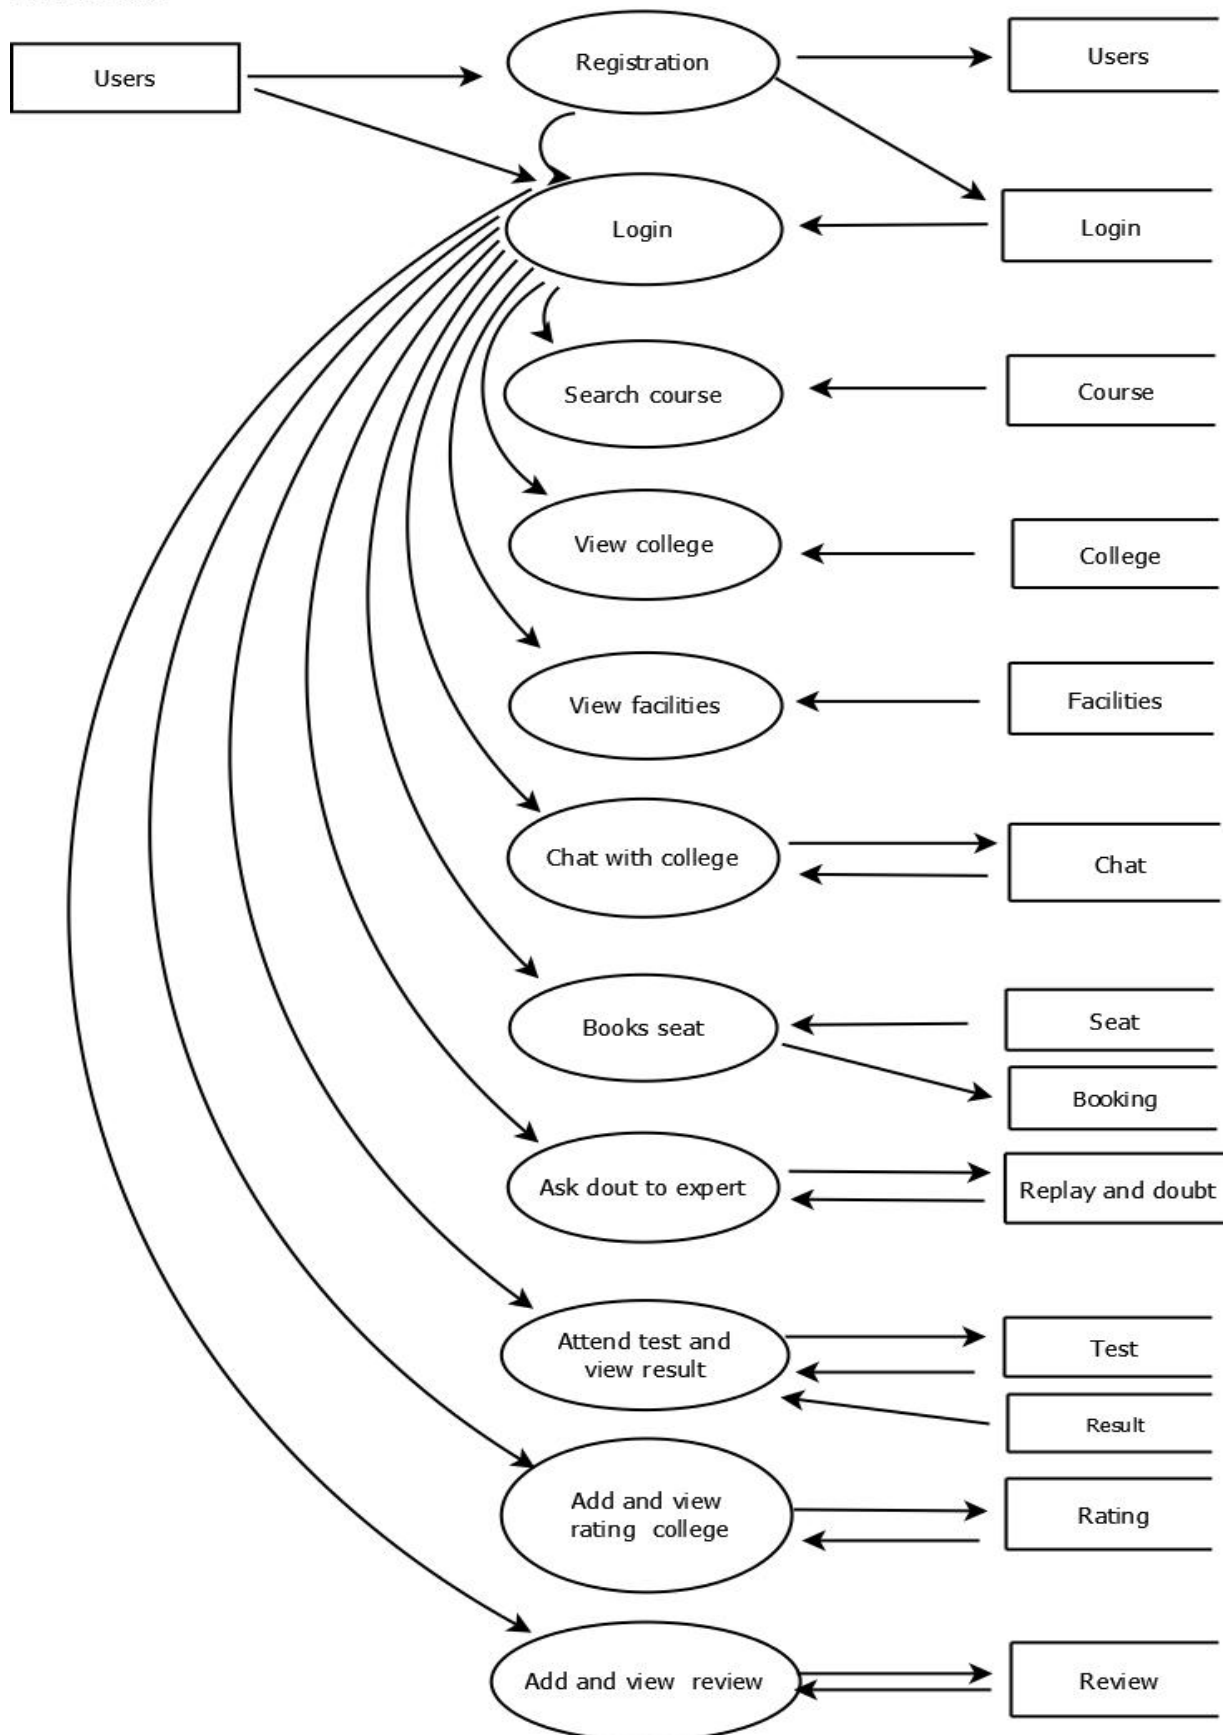 Users
Registration
Users
Login
Login
Search course
Course
View college
College
View facilities
Facilities
Chat with college
Chat
Books seat
Seat
Booking
Ask dout to expert
Replay and doubt
Attend test and
view result
Test
Result
Add and view
rating college
Rating
Add and view review
Review